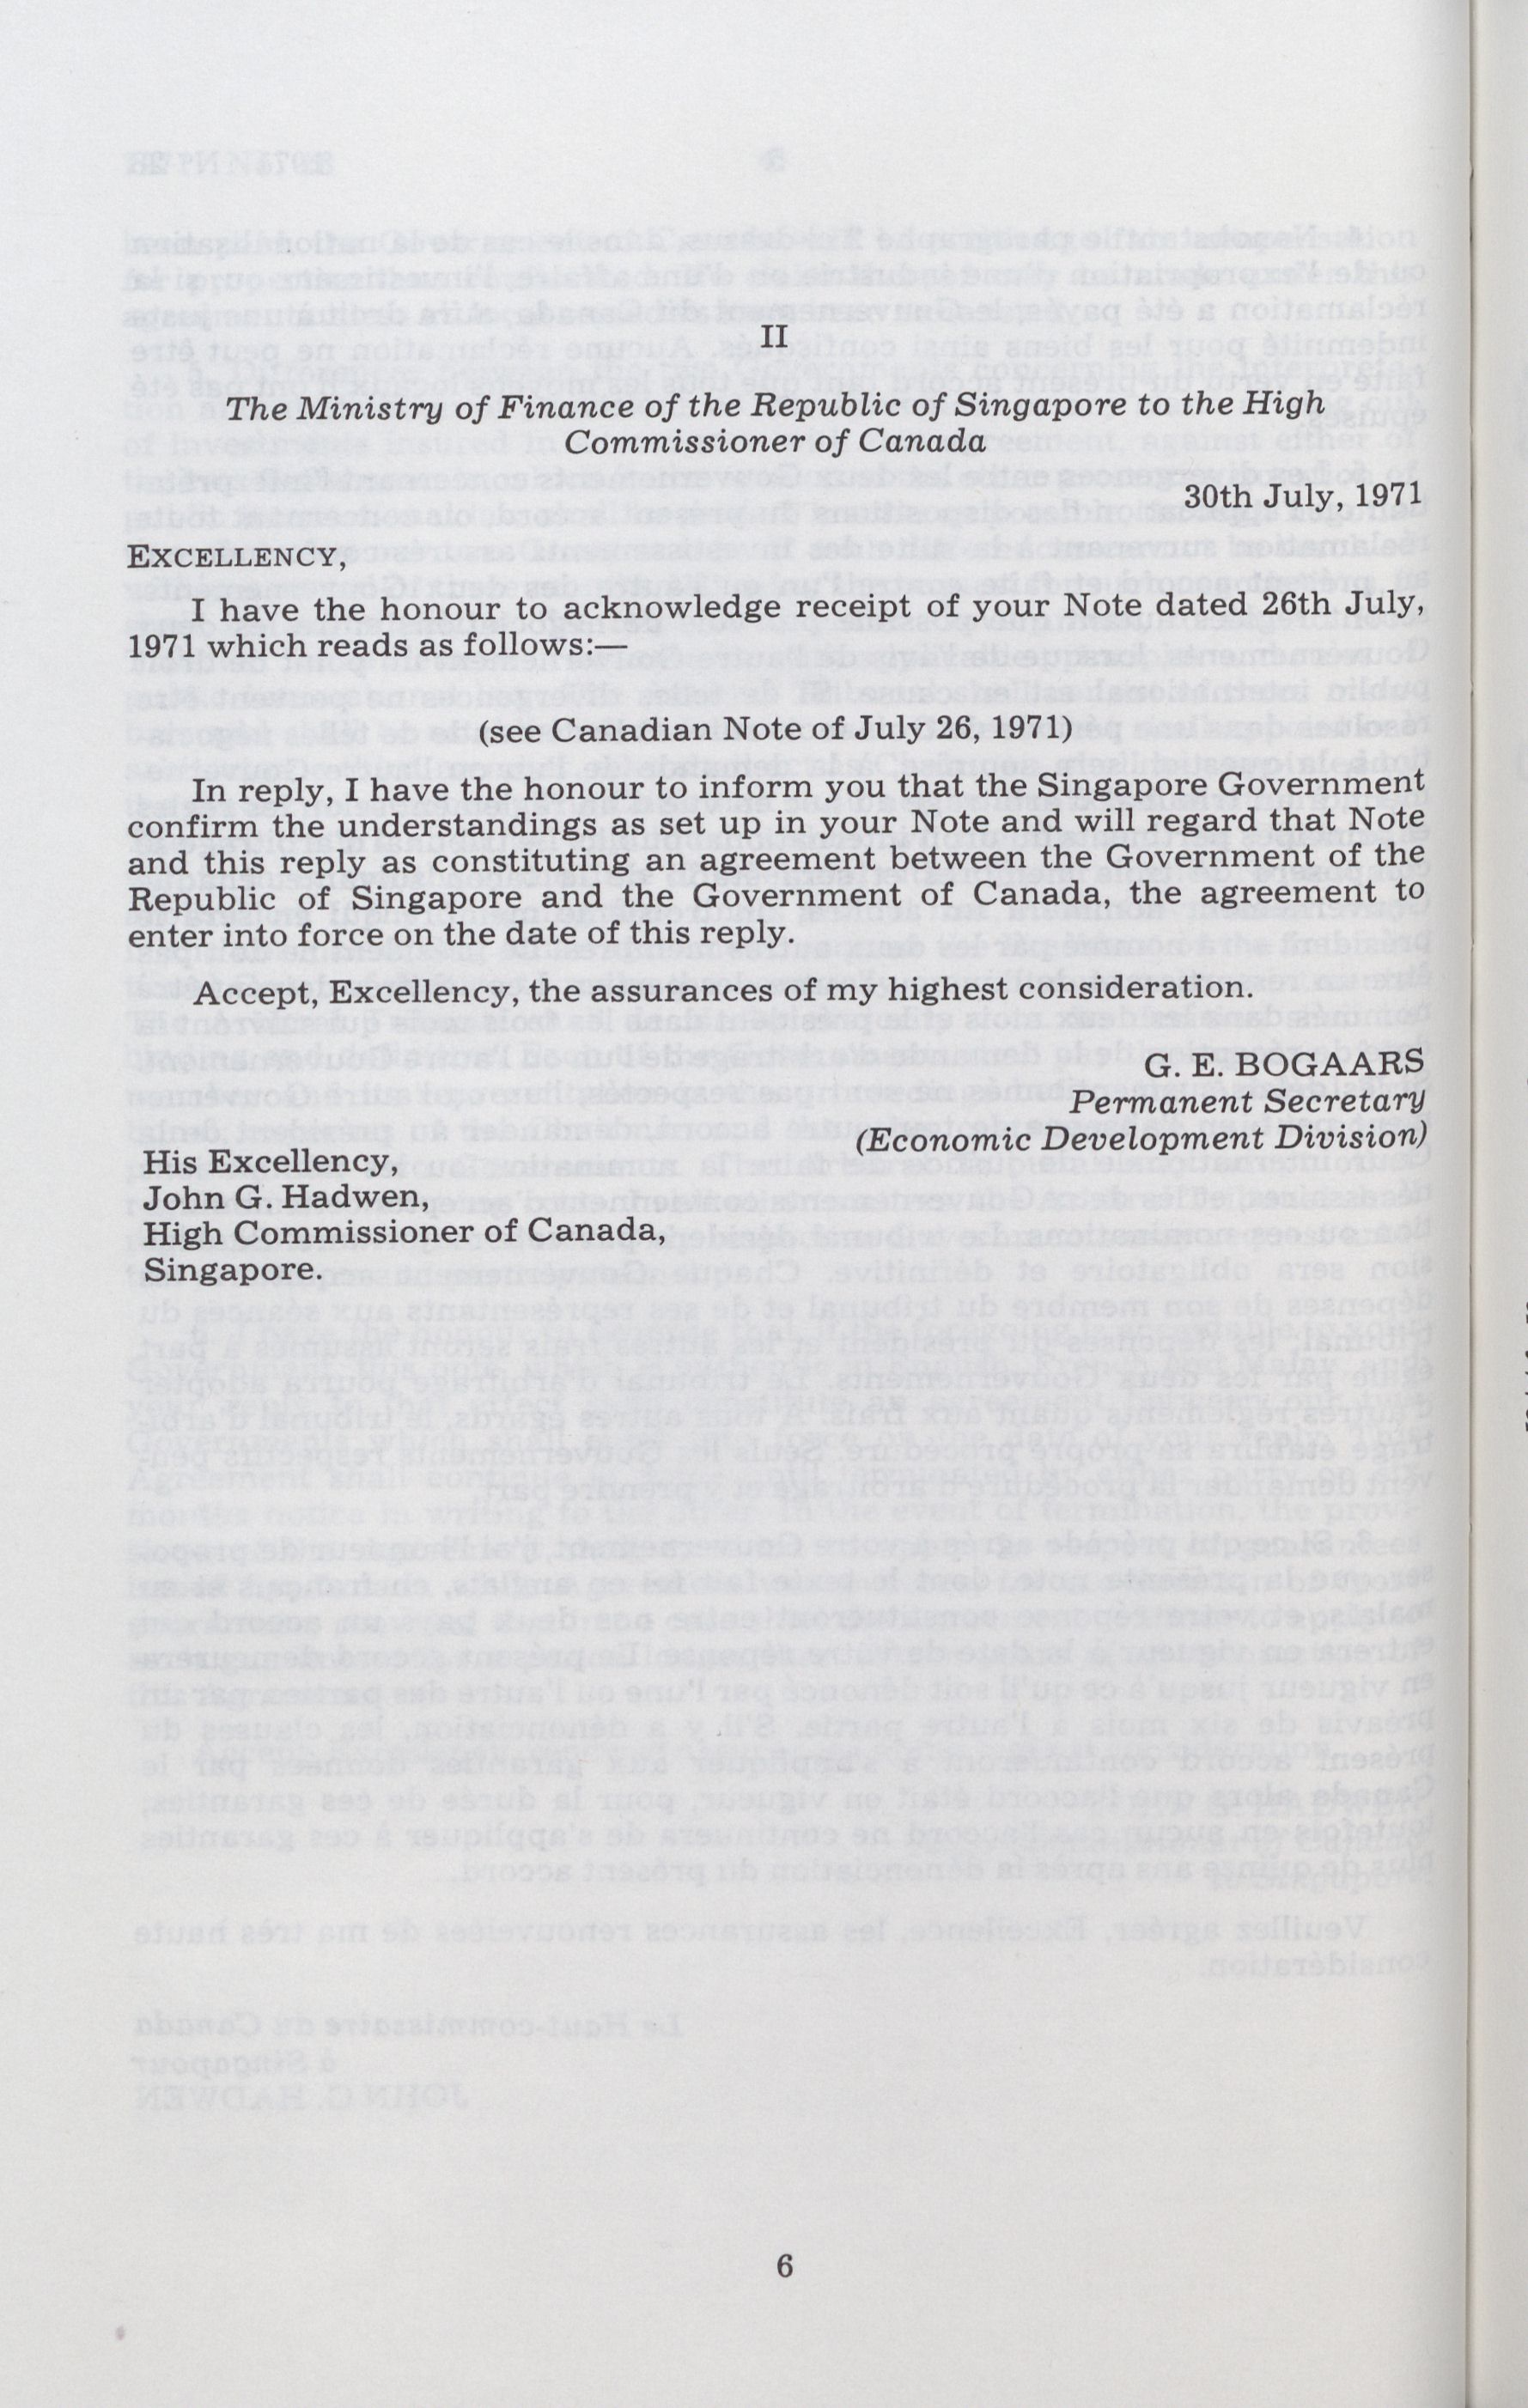 II
The Ministry of Finance of the Republic of Singapore to the High
Commissioner of Canada
30th July, 1971
EXCELLENCY,
I have the honour to acknowledge receipt of your Note dated 26th July,
1971 which reads as follows:—
(see Canadian Note of July 26, 1971)
In reply, I have the honour to inform you that the Singapore Government
confirm the understandings as set up in your Note and will regard that Note
and this reply as constituting an agreement between the Government of the
Republic of Singapore and the Government of Canada, the agreement to
enter into force on the date of this reply.
Accept, Excellency, the assurances of my highest consideration.
G. E. BOGAARS
Permanent Secretary
(Economic Development Division)
His Excellency,
John G. Hadwen,
High Commissioner of Canada,
Singapore.
6